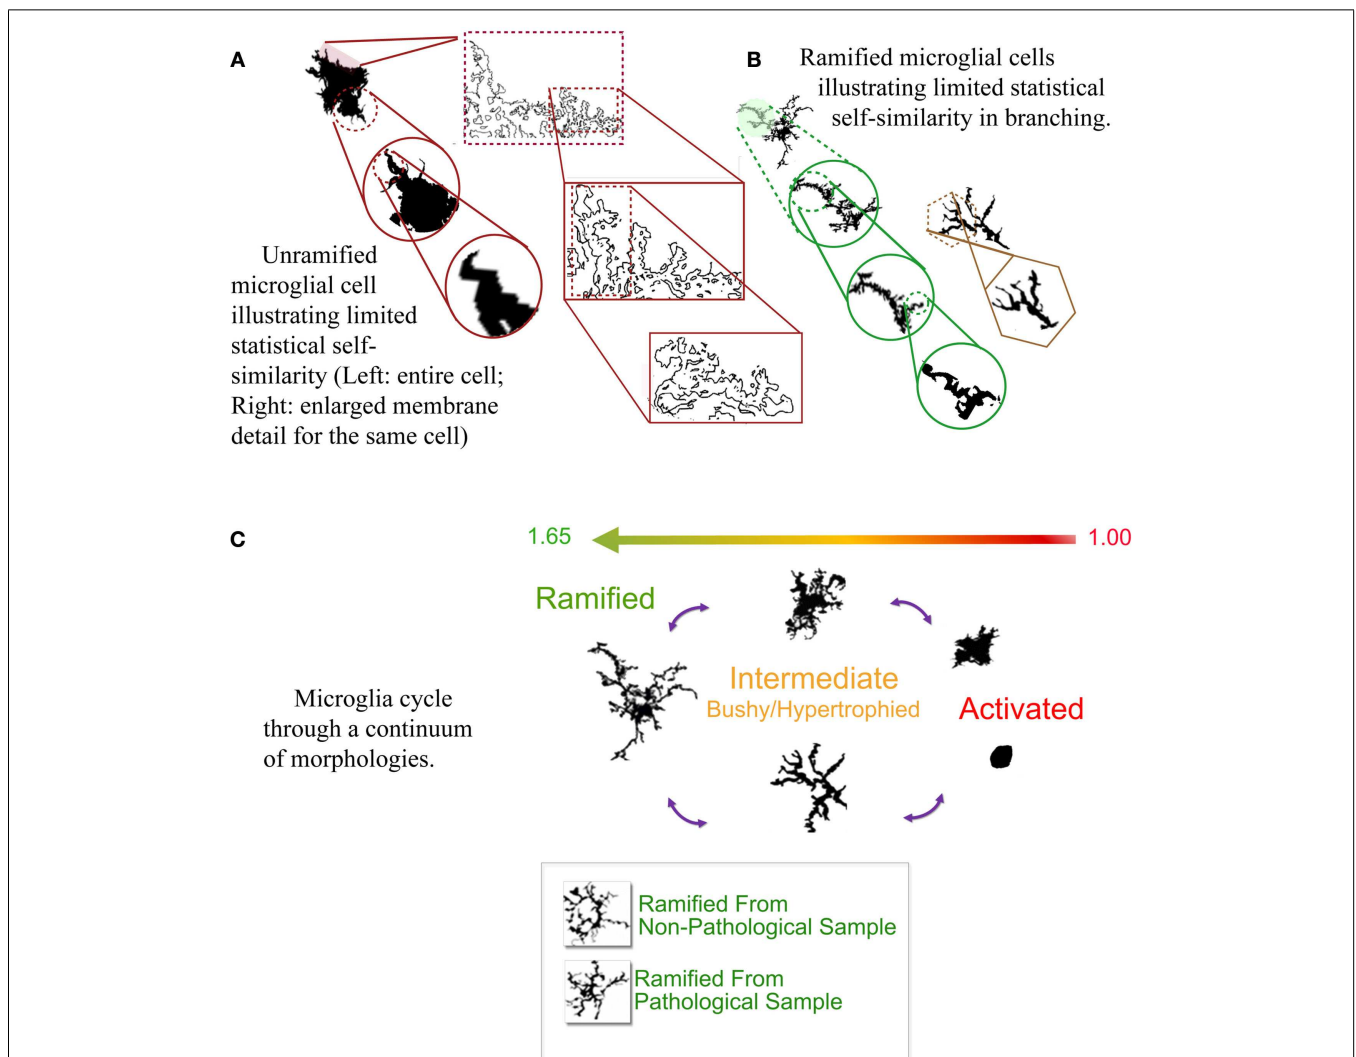 A
B
Ramified microglial cells
illustrating limited statistical
self-similarity in branching.
Unramified
microglial cell
illustrating limited
statistical self-
similarity (Left: entire cell;
Right: enlarged membrane
detail for the same cell)
C
1.65
1.00
Ramified
Intermediate
Bushy/Hypertrophied
Activated
Microglia cycle
through a continuum
of morphologies.
Ramified From
Non-Pathological Sample
Ramified From
Pathological Sample